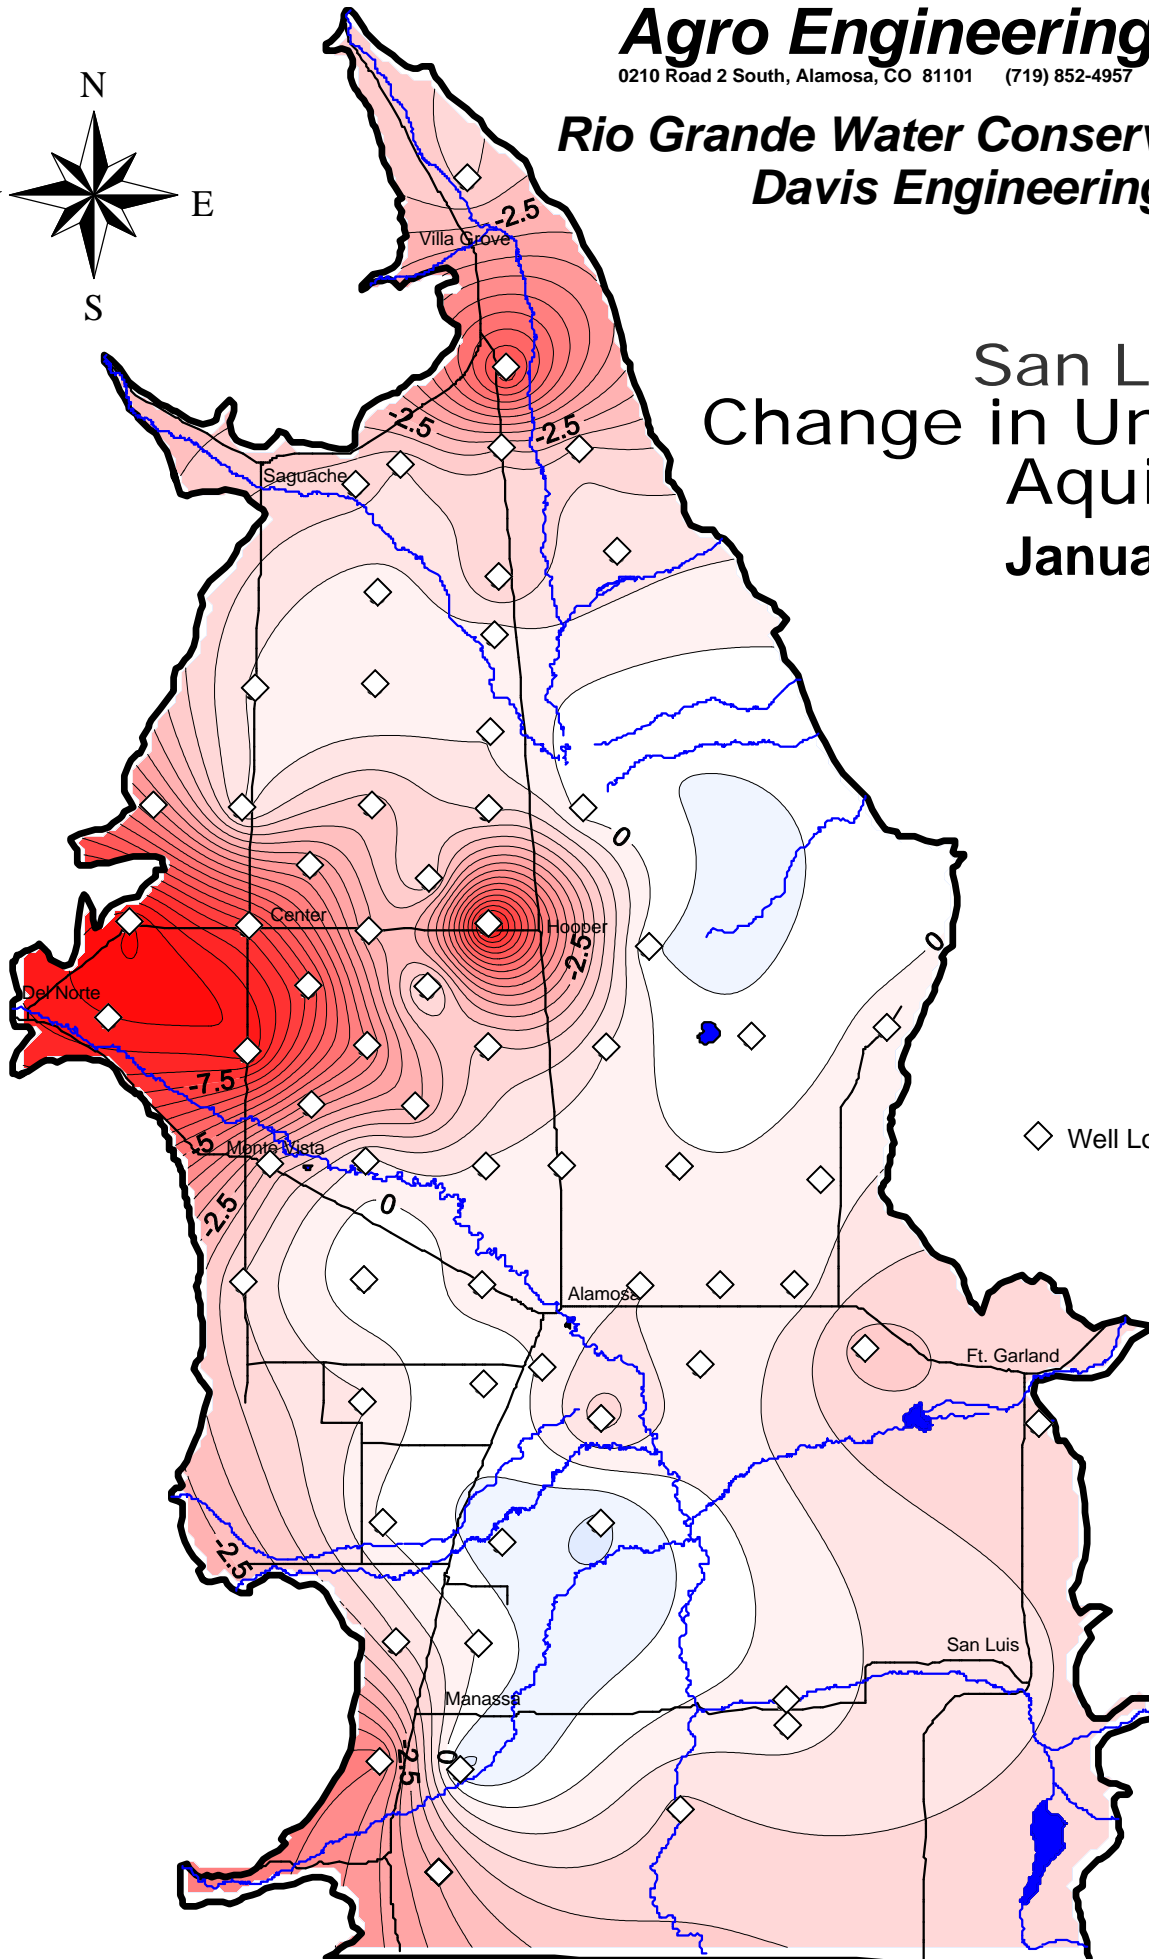 Agro Engineering
0210 Road 2 South, Alamosa, CO 81101 (719) 852-4957
Rio Grande Water Conserv
Davis Engineering
N
E
S
San L
Change in Un
Aqui
Janua
-2.5
Villa Grove
-2.5
-2.5
Saguache
0
Center
Hooper
-2.5
0
Del Norte
-7.5
-5
Monte Vista
-2.5
0
Well Lo
Alamosa
Ft. Garland
-2.5
San Luis
Manassa
-2.5
0